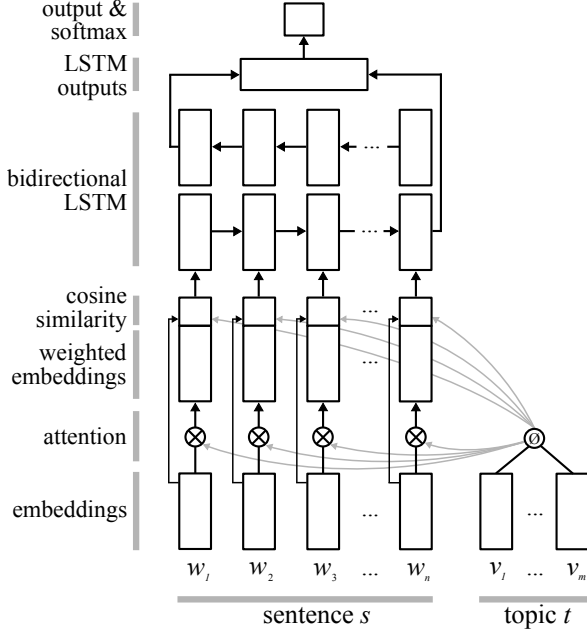 output &
softmax
LSTM
outputs
bidirectional
LSTM
...
...
cosine
similarity
...
weighted
embeddings
...
attention
Ø
embeddings
... ...
w1 w2 w3 ... wn v1 ... vm
sentence s topic t